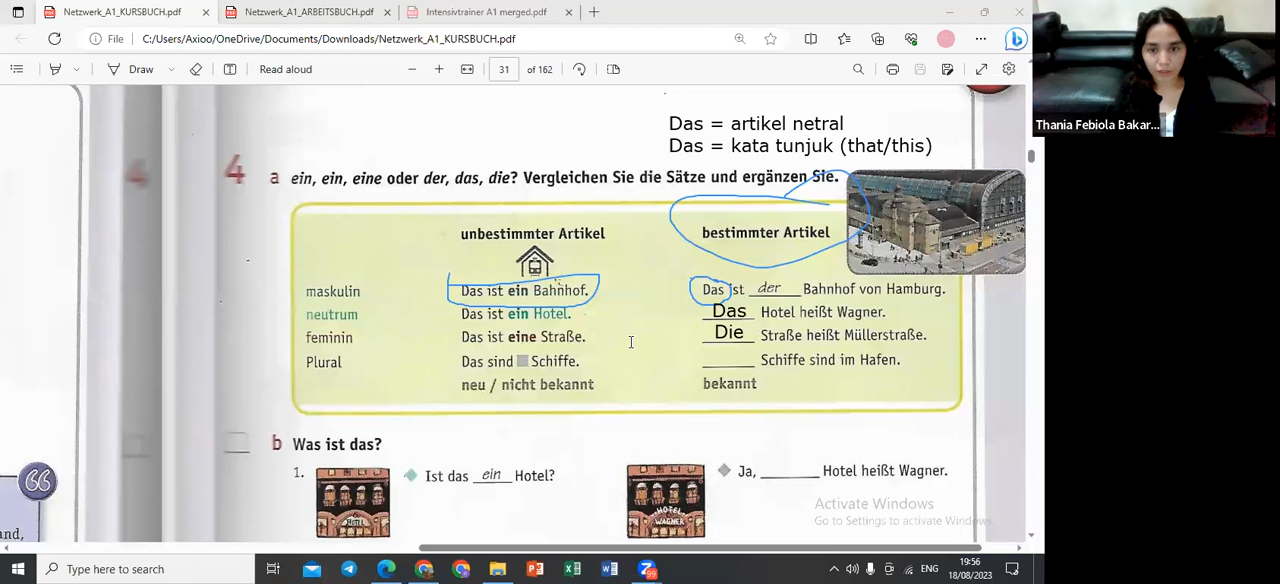 Netzwerk_A1_KURSBUCH.pdf
Netzwerk_A1_ARBEITSBUCH.pdf
Intensivtrainer A1 merged.pdf
File
C:/Users/Axioo/OneDrive/Documents/Downloads/Netzwerk_A1_KURSBUCH.pdf
Draw
Read aloud
31 of 162
Thania Febiola Bakar...
Das = artikel netral
Das = kata tunjuk (that/this)
4
4 a ein, ein, eine oder der, das, die? Vergleichen Sie die Sätze und ergänzen Sie.
unbestimmter Artikel bestimmter Artikel
maskulin Das ist ein Bahnhof. Das ist der Bahnhof von Hamburg.
neutrum Das ist ein Hotel. Das Hotel heißt Wagner.
feminin Das ist eine Straße. Die Straße heißt Müllerstraße.
Plural Das sind Schiffe. ______ Schiffe sind im Hafen.
neu / nicht bekannt bekannt
b Was ist das?
1. Ist das ein Hotel? Ja, ______ Hotel heißt Wagner.
HOTEL
HOTEL WAGNER
and,
Activate Windows
Go to Settings to activate Windows.
Type here to search
99
ENG
19:56
18/08/2023